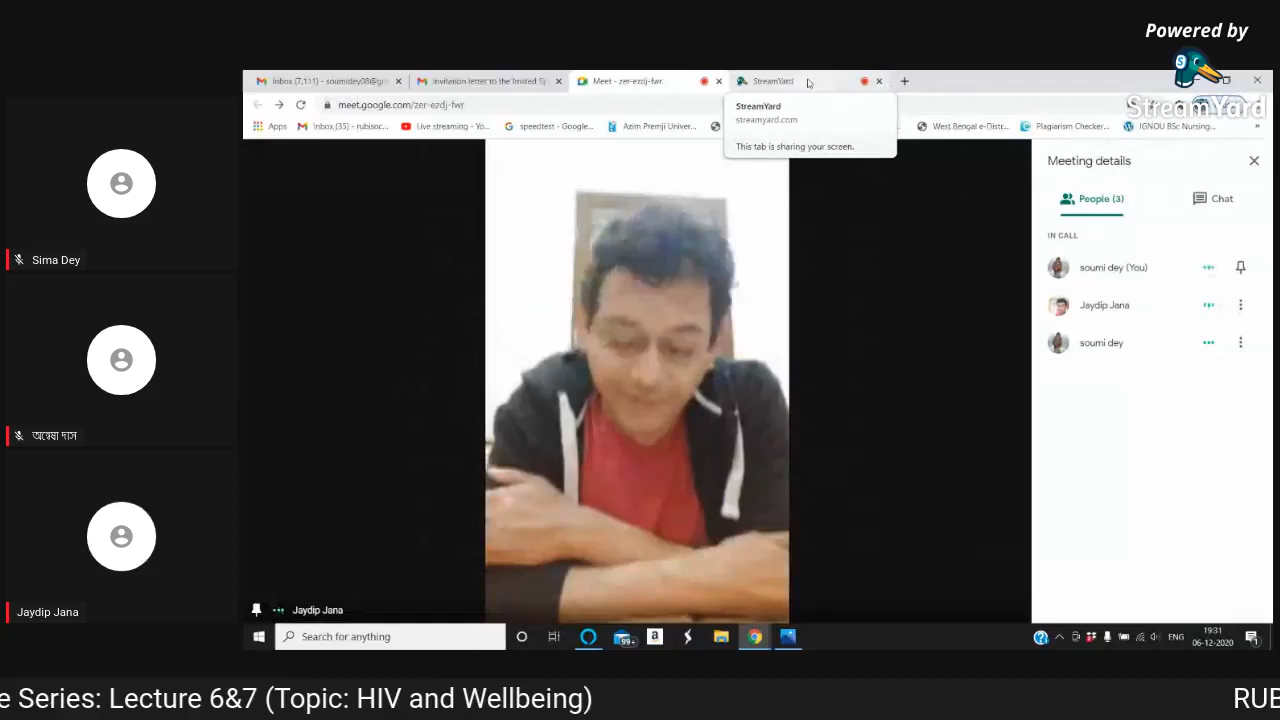 Powered by
StreamYard
Inbox (7,111) - soumidey08@gm
Invitation letter to the Invited Sp
Meet - zer-ezdj-fwr
StreamYard
meet.google.com/zer-ezdj-fwr
StreamYard
streamyard.com
This tab is sharing your screen.
Apps
Inbox (35) - rubisoc...
Live streaming - Yo...
speedtest - Google...
Azim Premji Univer...
West Bengal e-Distr...
Plagiarism Checker...
IGNOU BSc Nursing...
Meeting details
People (3)
Chat
IN CALL
soumi dey (You)
Jaydip Jana
soumi dey
Sima Dey
অন্বেষা দাস
Jaydip Jana
Jaydip Jana
Search for anything
99+
ENG
19:31
06-12-2020
e Series: Lecture 6&7 (Topic: HIV and Wellbeing)
RUB